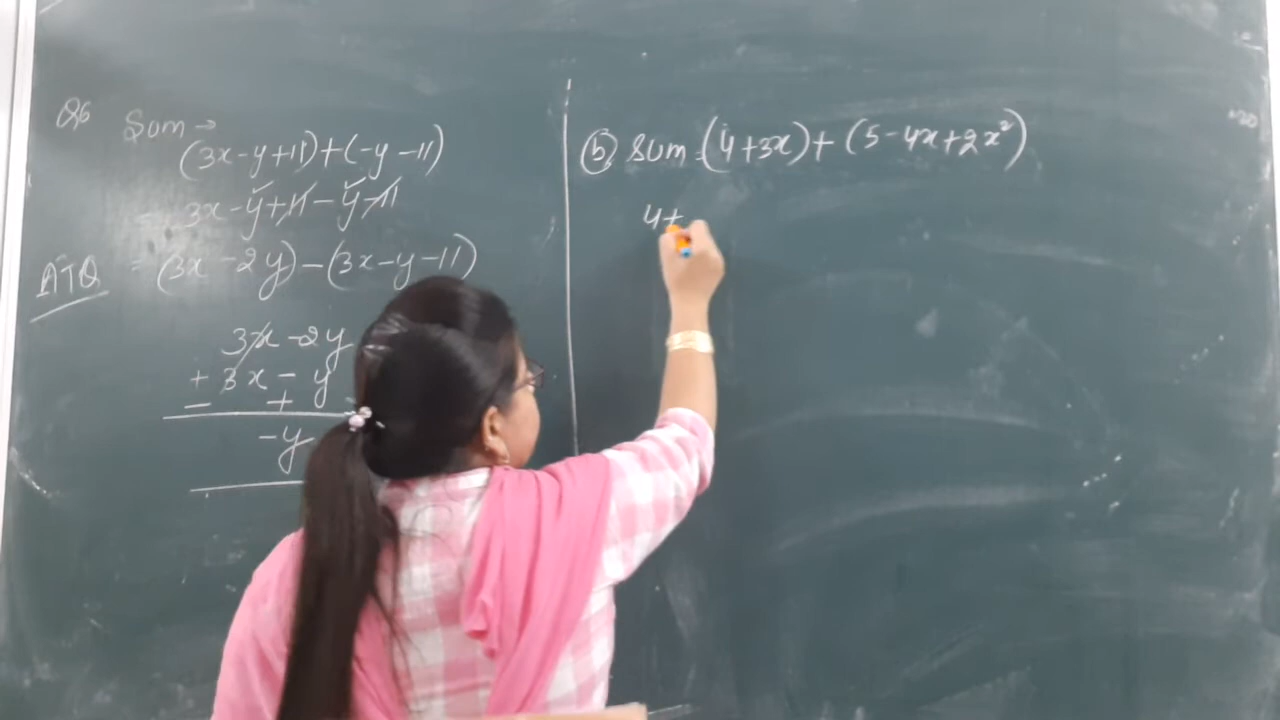 Q6 Sum →
(3x-y+11)+(-y-11)
= 3x-y+11-y-11
ATQ = (3x-2y)-(3x-y-11)
3x-2y
+3x-y
- +
-y
(b) Sum = (4+3x)+(5-4x+2x²)
4+